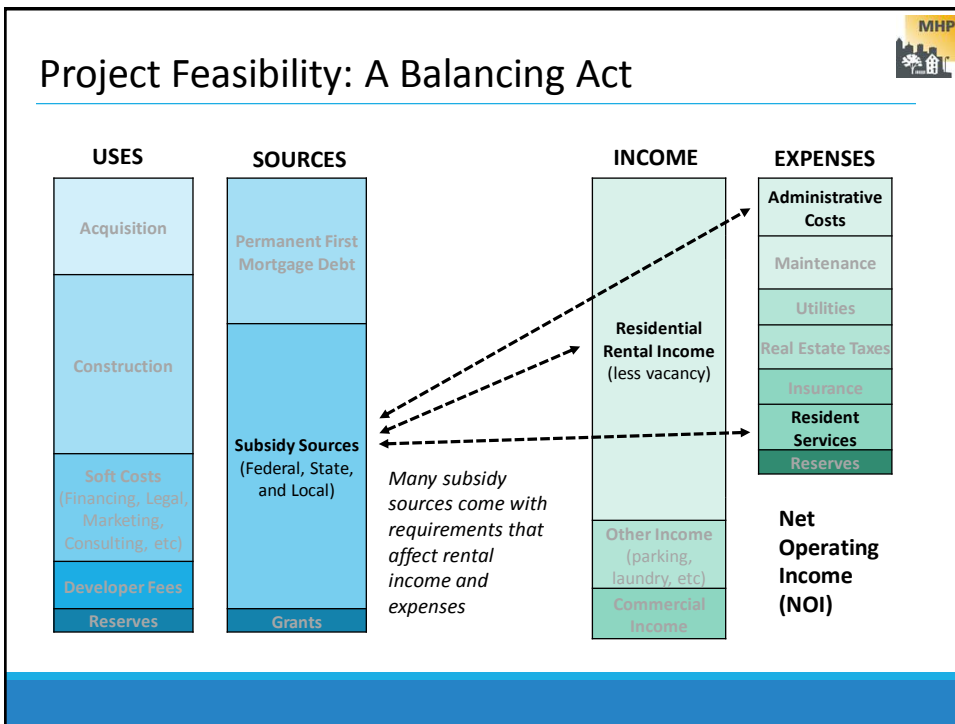 MHP
Project Feasibility: A Balancing Act
USES
Acquisition
Construction
Soft Costs
(Financing, Legal,
Marketing,
Consulting, etc)
Developer Fees
Reserves
SOURCES
Permanent First
Mortgage Debt
Subsidy Sources
(Federal, State,
and Local)
Grants
Many subsidy
sources come with
requirements that
affect rental
income and
expenses
INCOME
Residential
Rental Income
(less vacancy)
Other Income
(parking,
laundry, etc)
Commercial
Income
EXPENSES
Administrative
Costs
Maintenance
Utilities
Real Estate Taxes
Insurance
Resident
Services
Reserves
Net
Operating
Income
(NOI)